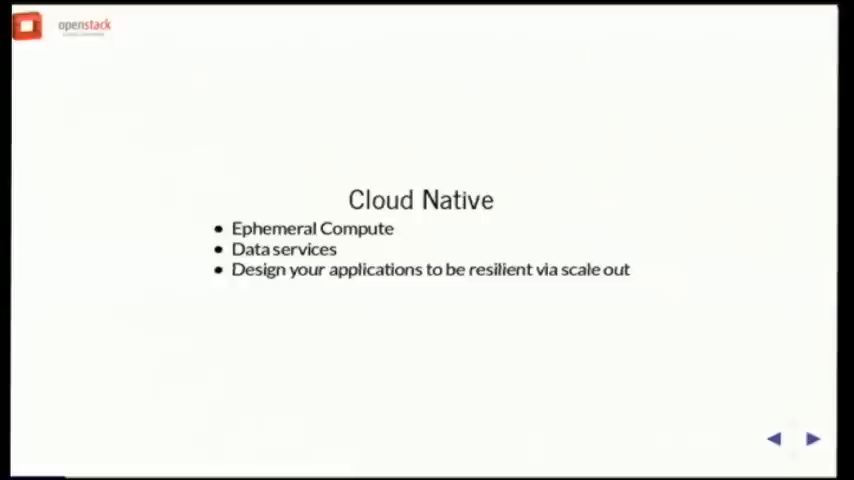 openstack
Cloud Native
• Ephemeral Compute
• Data services
• Design your applications to be resilient via scale out